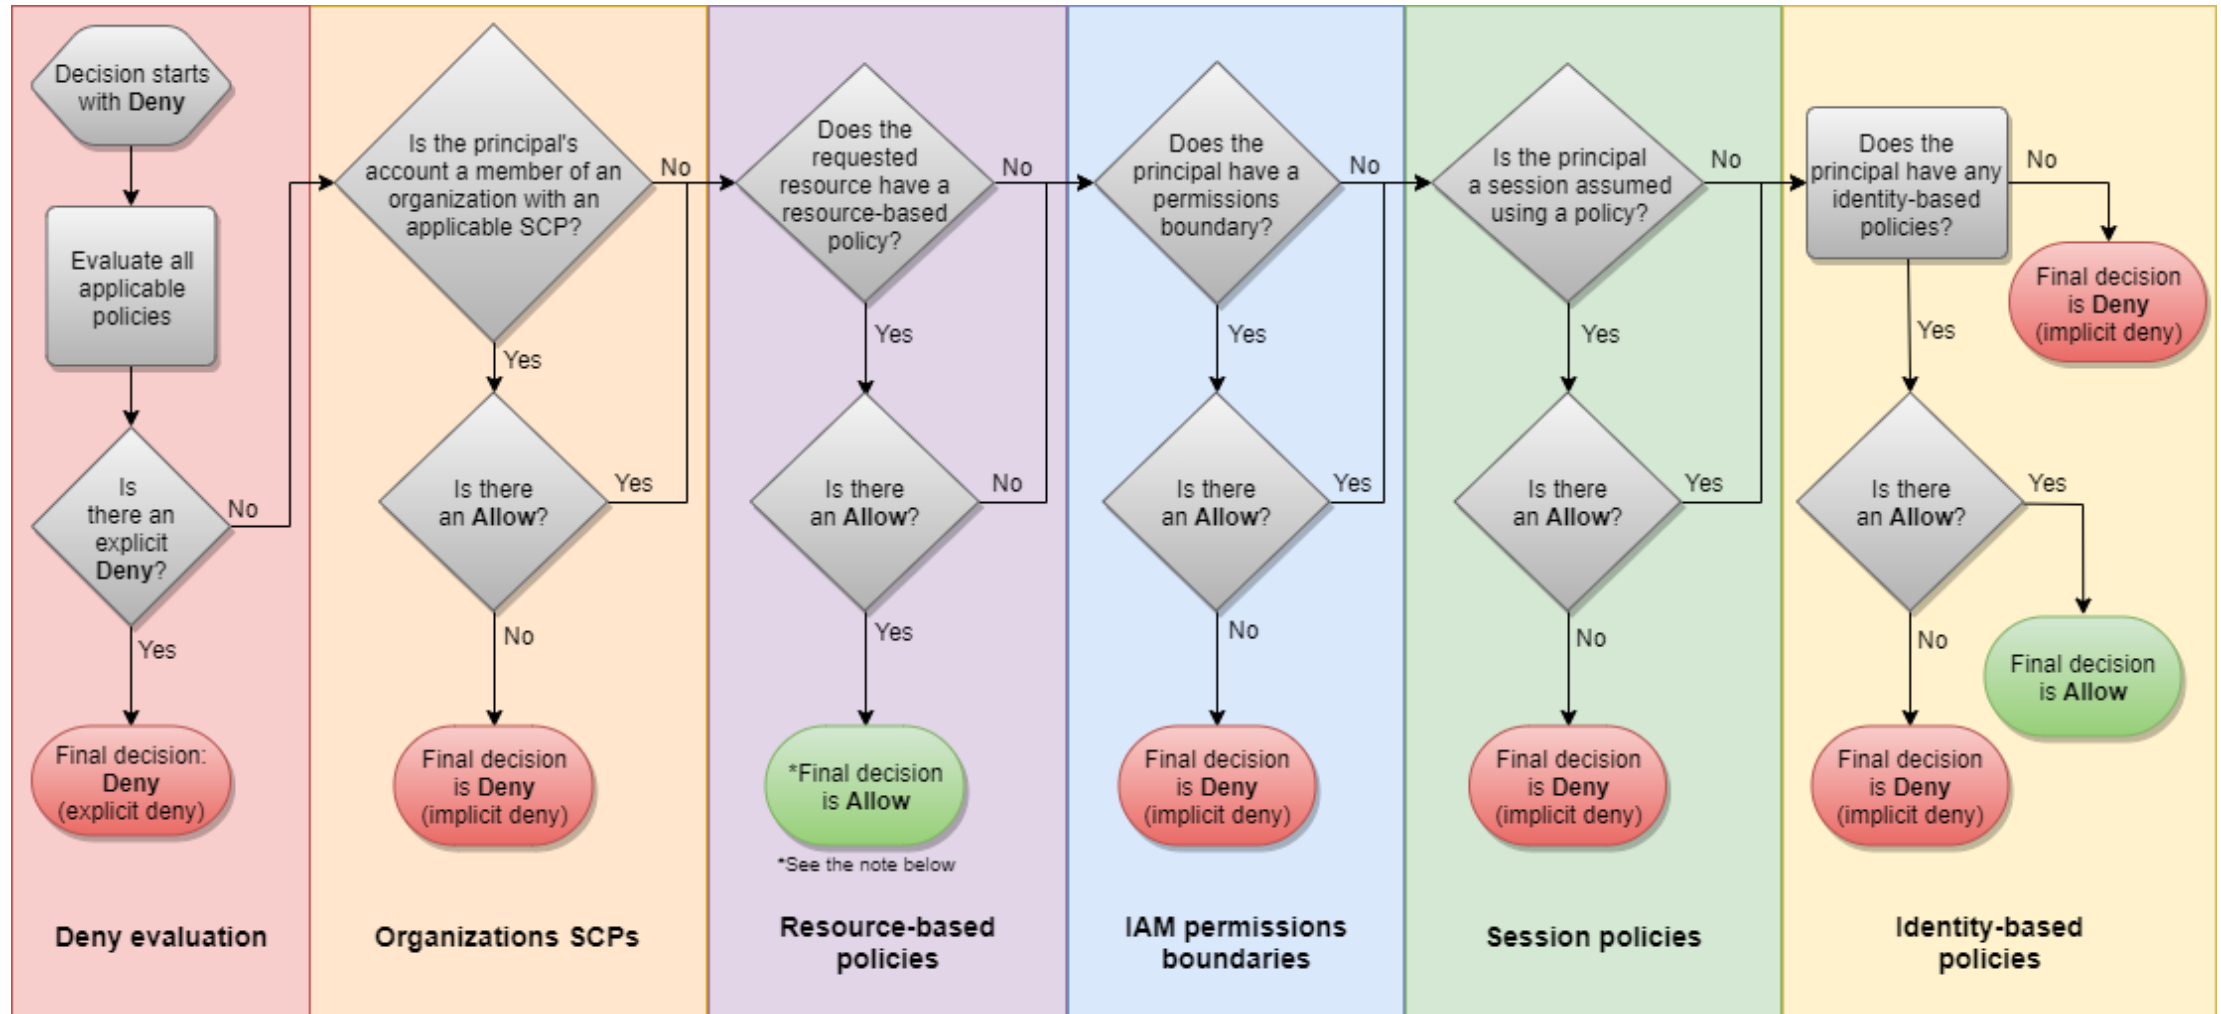 Decision starts
with Deny
Evaluate all
applicable
policies
Is
there an
explicit
Deny?
No
Yes
Final decision:
Deny
(explicit deny)
Deny evaluation
Is the principal's
account a member of an
organization with an
applicable SCP?
No
Yes
Is there
an Allow?
Yes
No
Final decision
is Deny
(implicit deny)
Organizations SCPs
Does the
requested
resource have a
resource-based
policy?
No
Yes
Is there
an Allow?
No
Yes
*Final decision
is Allow
*See the note below
Resource-based
policies
Does the
principal have a
permissions
boundary?
No
Yes
Is there
an Allow?
Yes
No
Final decision
is Deny
(implicit deny)
IAM permissions
boundaries
Is the principal
a session assumed
using a policy?
No
Yes
Is there
an Allow?
Yes
No
Final decision
is Deny
(implicit deny)
Session policies
Does the
principal have any
identity-based
policies?
No
Final decision
is Deny
(implicit deny)
Yes
Is there
an Allow?
Yes
Final decision
is Allow
No
Final decision
is Deny
(implicit deny)
Identity-based
policies